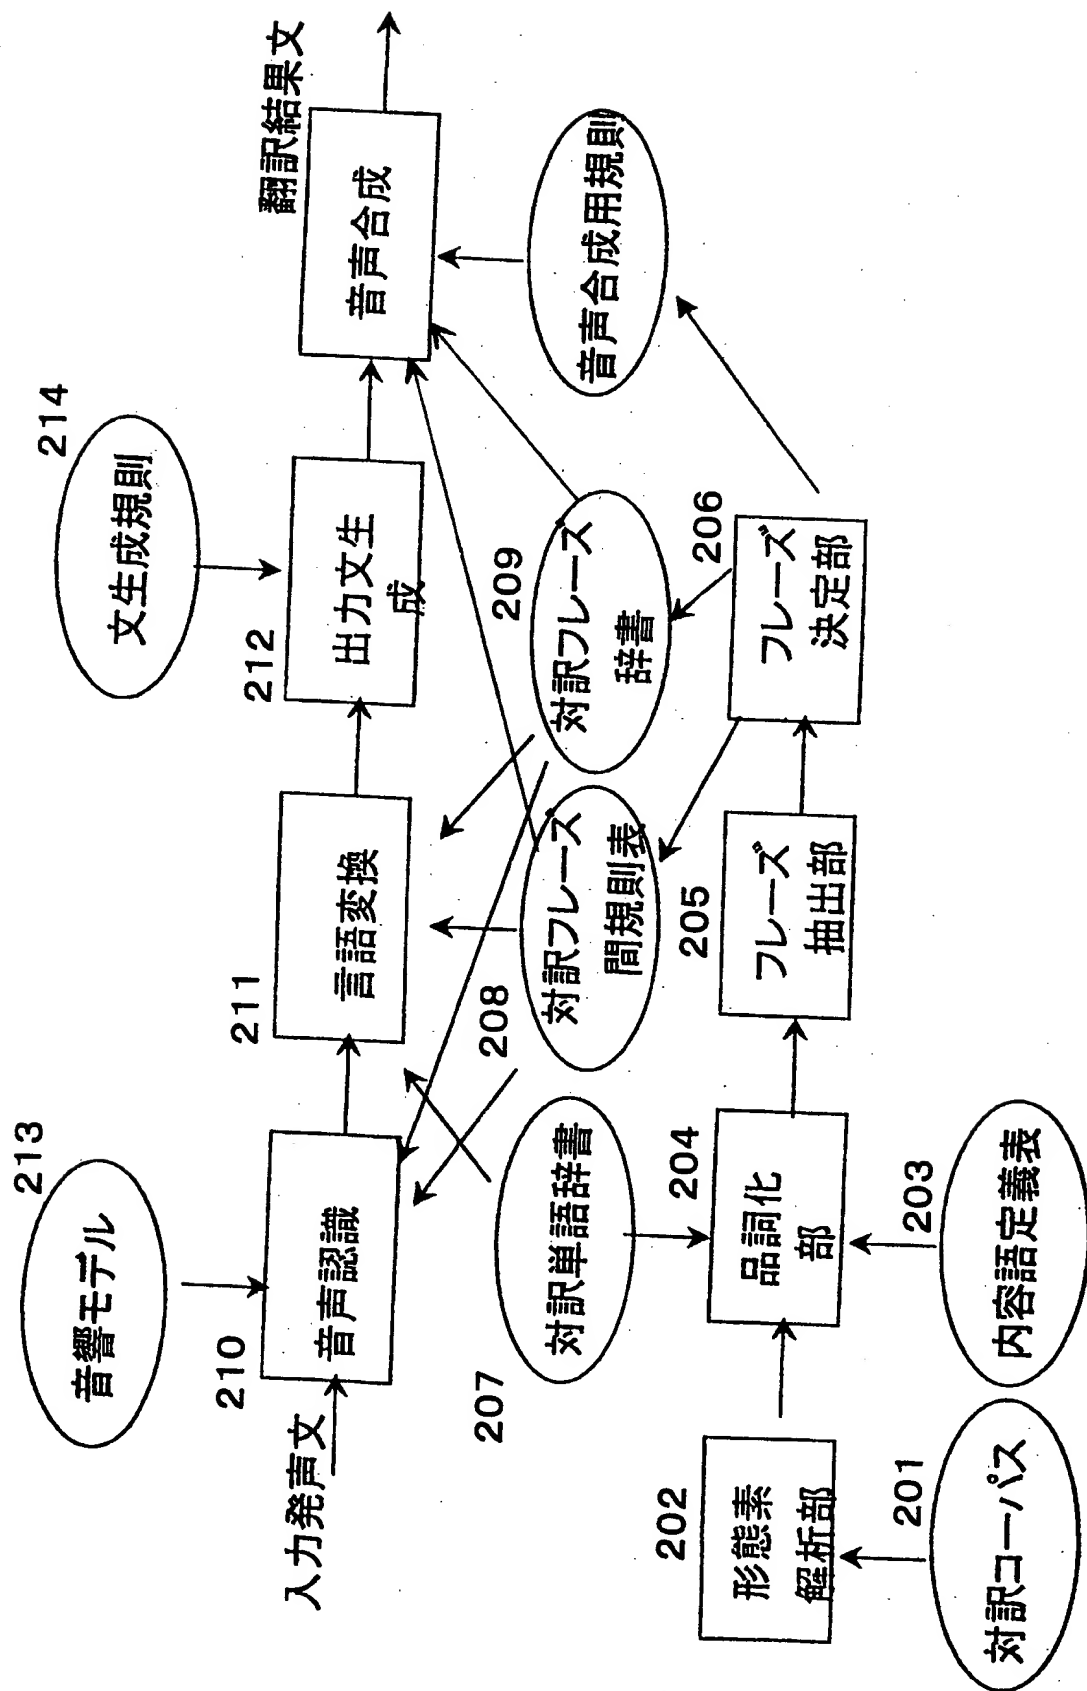 213
音響モデル
214
文生成規則
入力発声文
210
音声認識
211
言語変換
212
出力文生
成
音声合成
翻訳結果文
207
対訳単語辞書
208
対訳フレーズ
間規則表
209
対訳フレーズ
辞書
音声合成用規則
202
形態素
解析部
204
品詞化
部
205
フレーズ
抽出部
206
フレーズ
決定部
201
対訳コーパス
203
内容語定義表